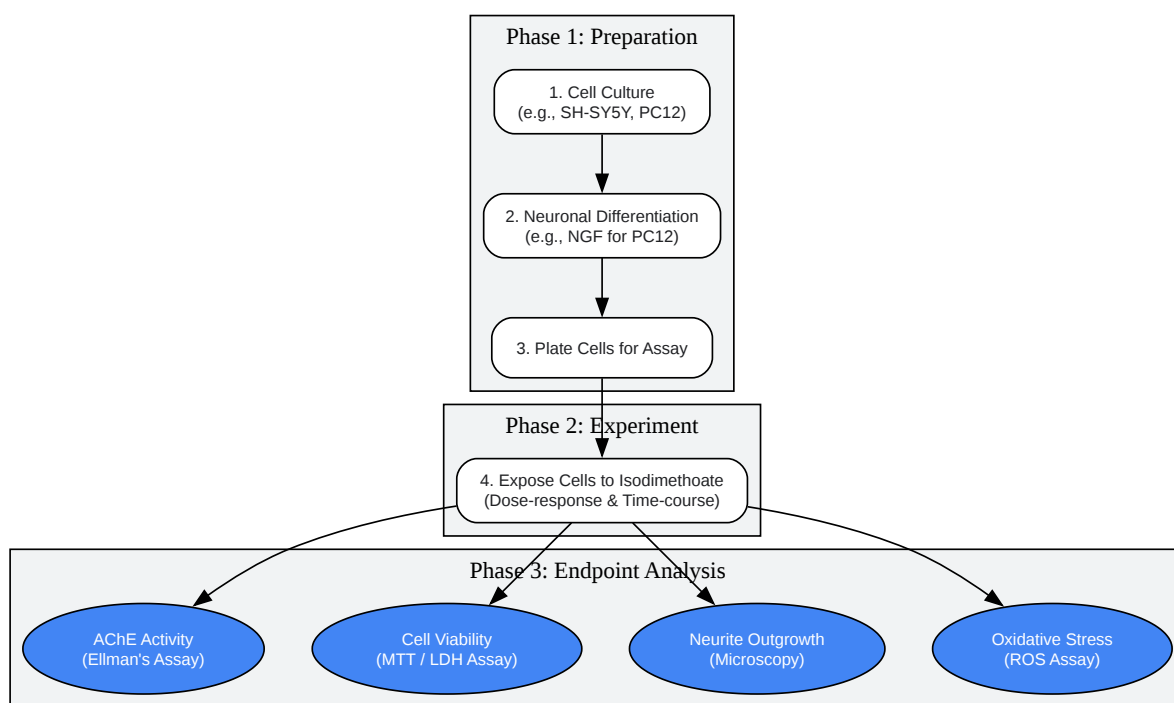 Phase 1: Preparation
1. Cell Culture
(e.g., SH-SY5Y, PC12)
2. Neuronal Differentiation
(e.g., NGF for PC12)
3. Plate Cells for Assay
Phase 2: Experiment
4. Expose Cells to Isodimethoate
(Dose-response & Time-course)
Phase 3: Endpoint Analysis
AChE Activity
(Ellman's Assay)
Cell Viability
(MTT / LDH Assay)
Neurite Outgrowth
(Microscopy)
Oxidative Stress
(ROS Assay)